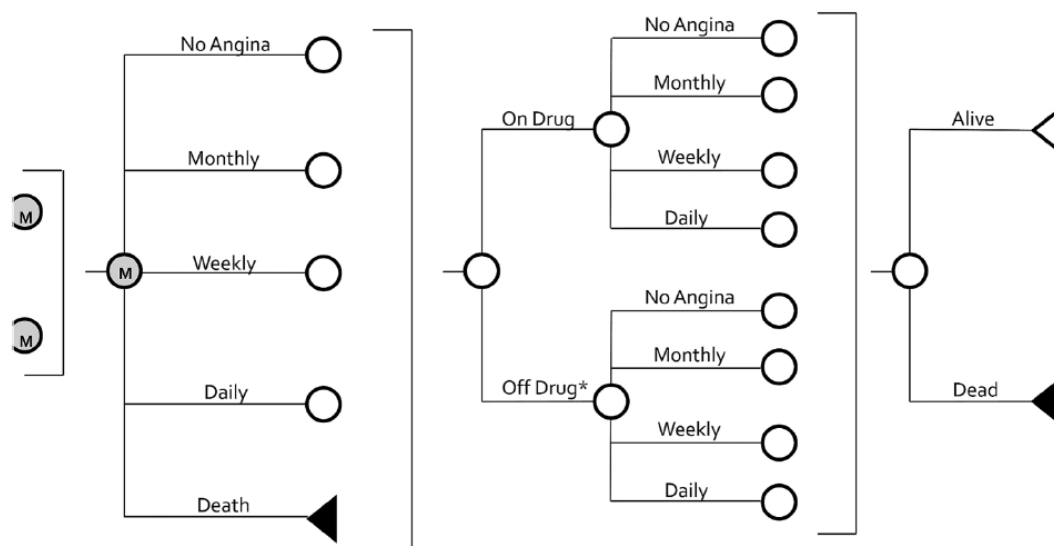 M
M
No Angina
Monthly
M
Weekly
Daily
Death
On Drug
No Angina
Monthly
Weekly
Daily
Off Drug*
No Angina
Monthly
Weekly
Daily
Alive
Dead